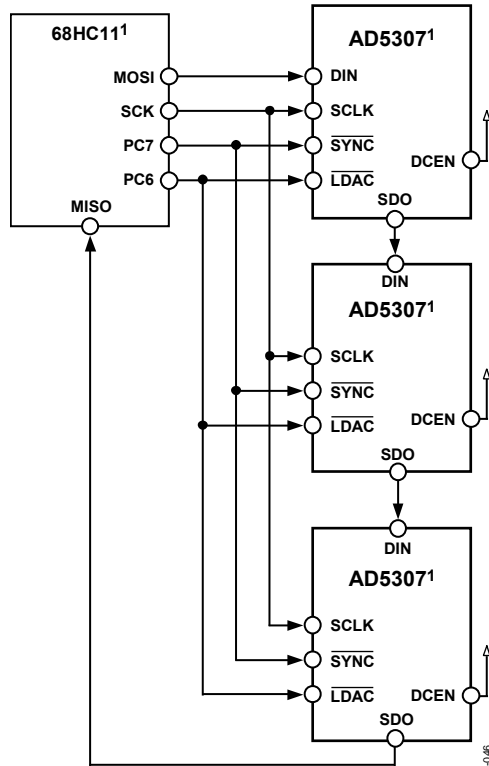 68HC11¹
MOSI
SCK
PC7
PC6
MISO
AD5307¹
DIN
SCLK
SYNC
LDAC
DCEN
SDO
DIN
AD5307¹
SCLK
SYNC
LDAC
DCEN
SDO
DIN
AD5307¹
SCLK
SYNC
LDAC
DCEN
SDO
-046